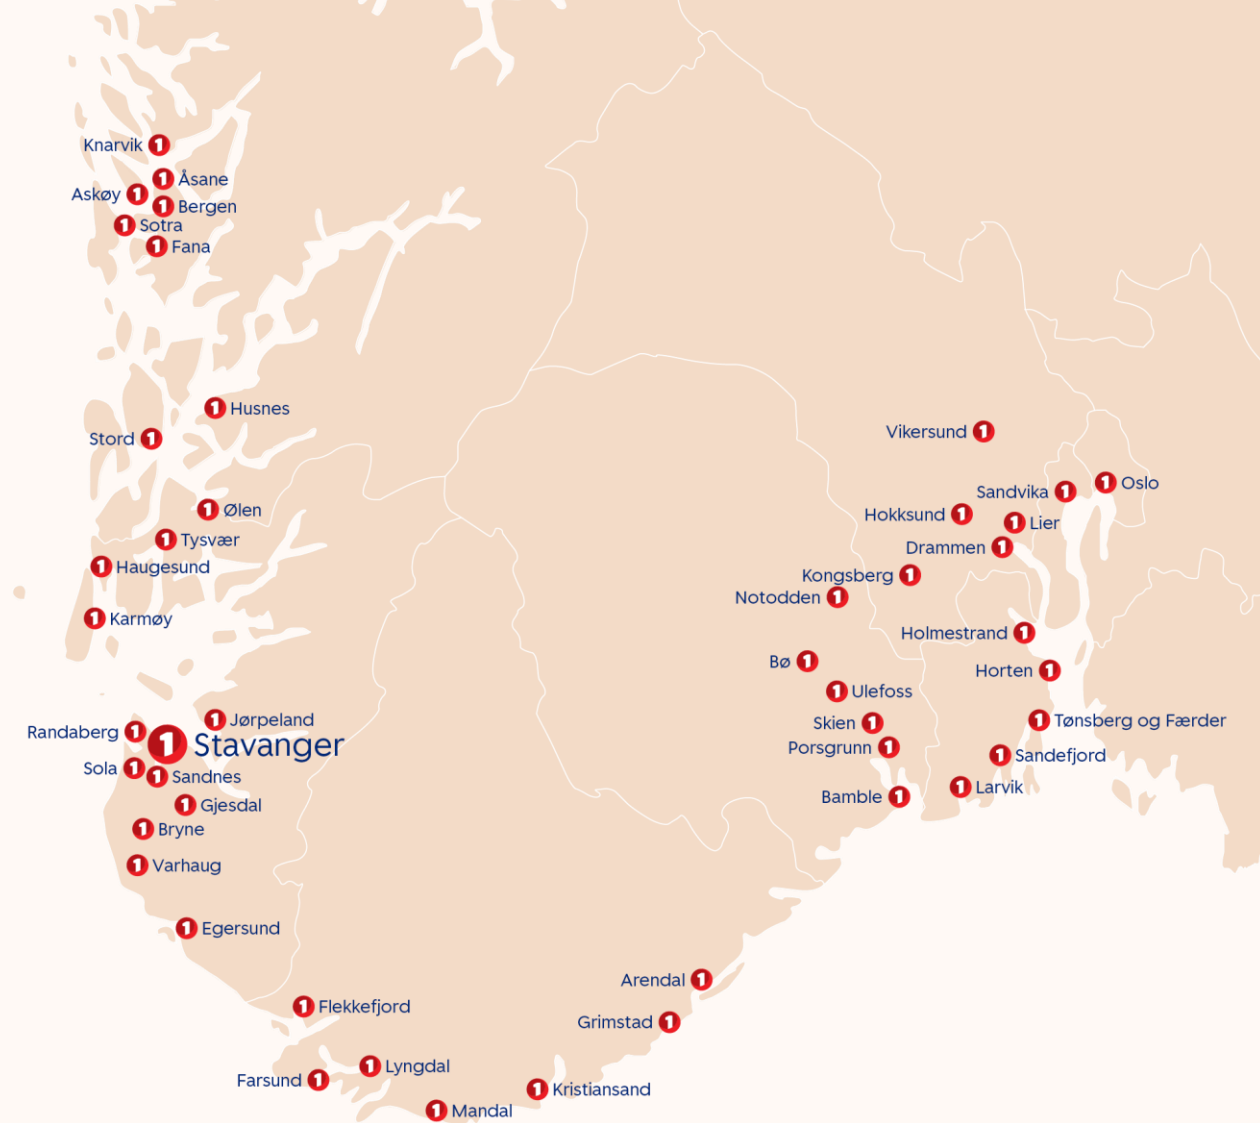 Knarvik
Åsane
Askøy
Bergen
Sotra
Fana
Husnes
Vikersund
Stord
Oslo
Sandvika
Ølen
Hokksund
Lier
Tysvær
Drammen
Haugesund
Kongsberg
Notodden
Karmøy
Holmestrand
Bø
Horten
Ulefoss
Jørpeland
Tønsberg og Færder
Skien
Randaberg
Stavanger
Porsgrunn
Sandefjord
Sola
Sandnes
Larvik
Bamble
Gjesdal
Bryne
Varhaug
Egersund
Arendal
Flekkefjord
Grimstad
Lyngdal
Farsund
Kristiansand
Mandal